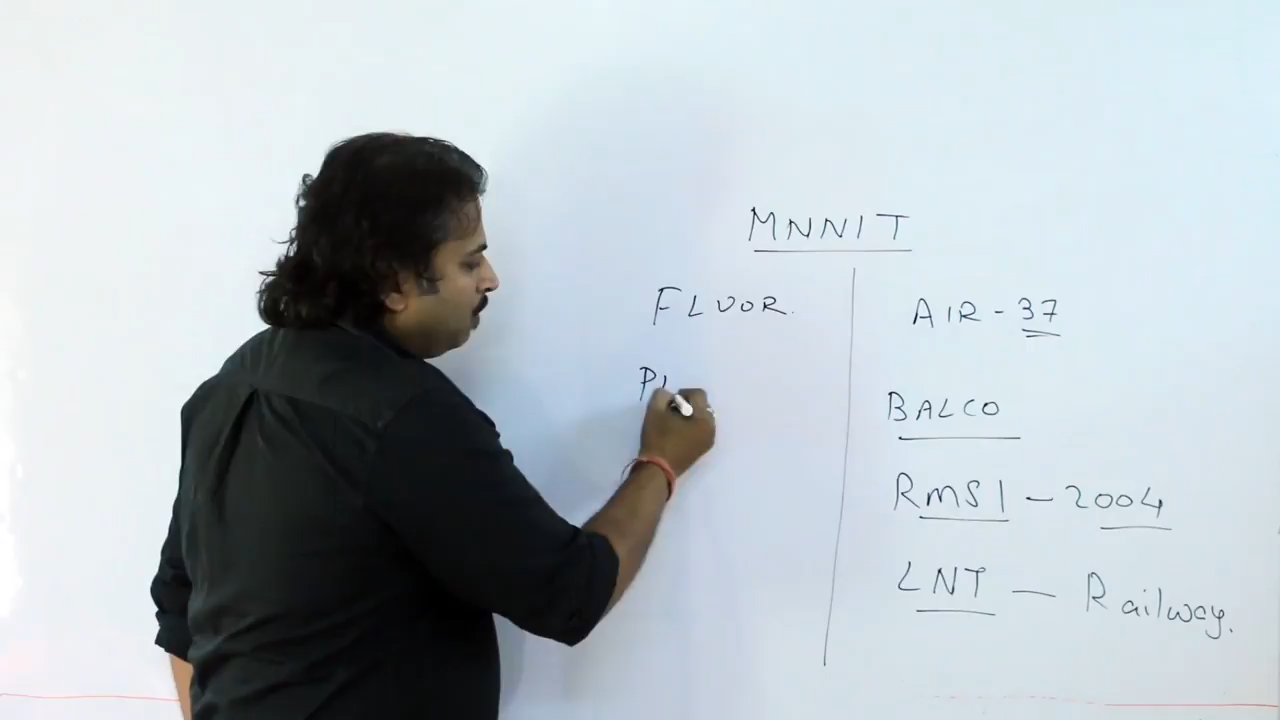 MNNIT
FLUOR.
AIR - 37
BALCO
RMSI - 2004
LNT - Railway.